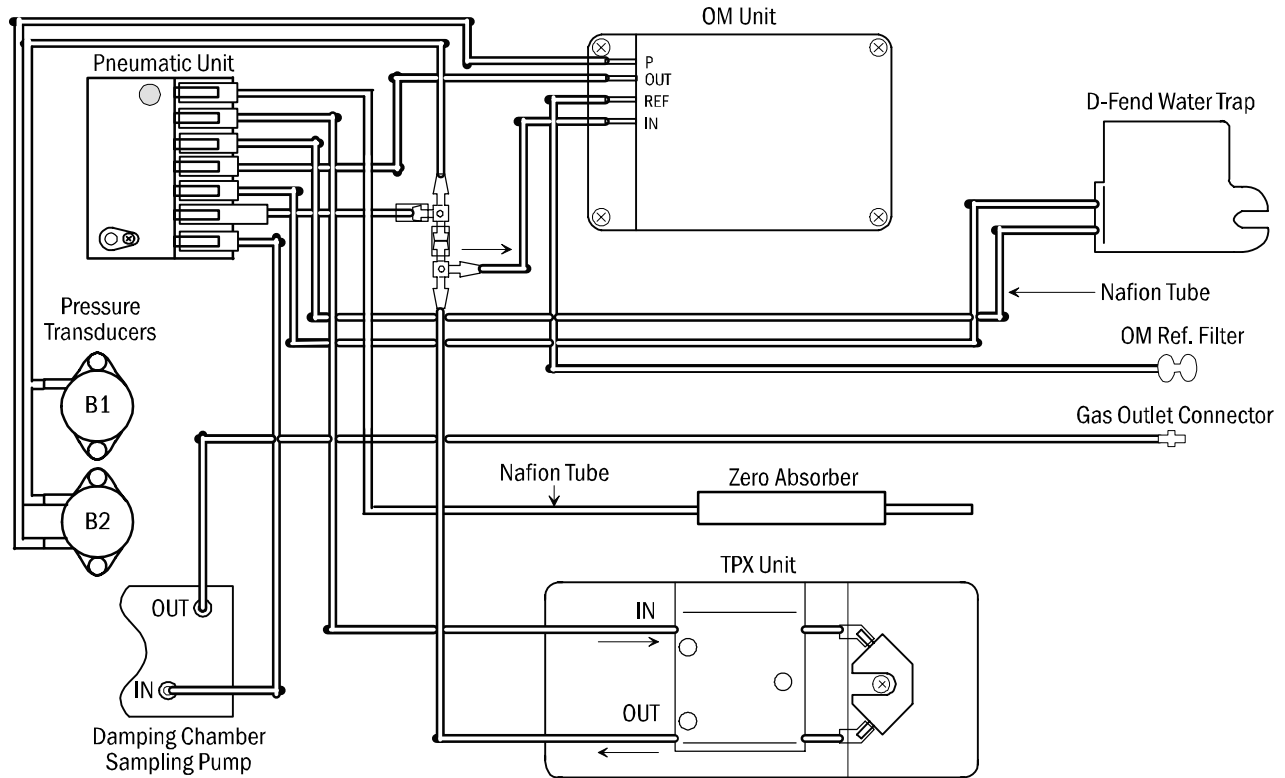 OM Unit
Pneumatic Unit
P
OUT
REF
IN
D-Fend Water Trap
Nafion Tube
Pressure
Transducers
OM Ref. Filter
B1
Gas Outlet Connector
Nafion Tube
Zero Absorber
B2
TPX Unit
OUT
IN
IN
OUT
Damping Chamber
Sampling Pump